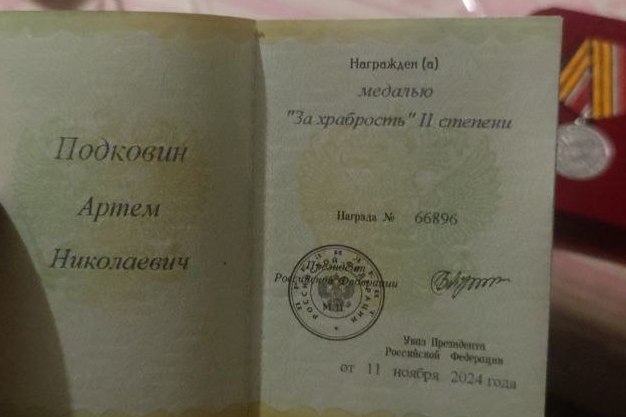 Подковин
Артем
Николаевич
Награжден (а)
медалью
"За храбрость" II степени
Награда № 66896
Президент
Российской Федерации
М.П.
Указ Президента
Российской Федерации
от 11 ноября 2024 года